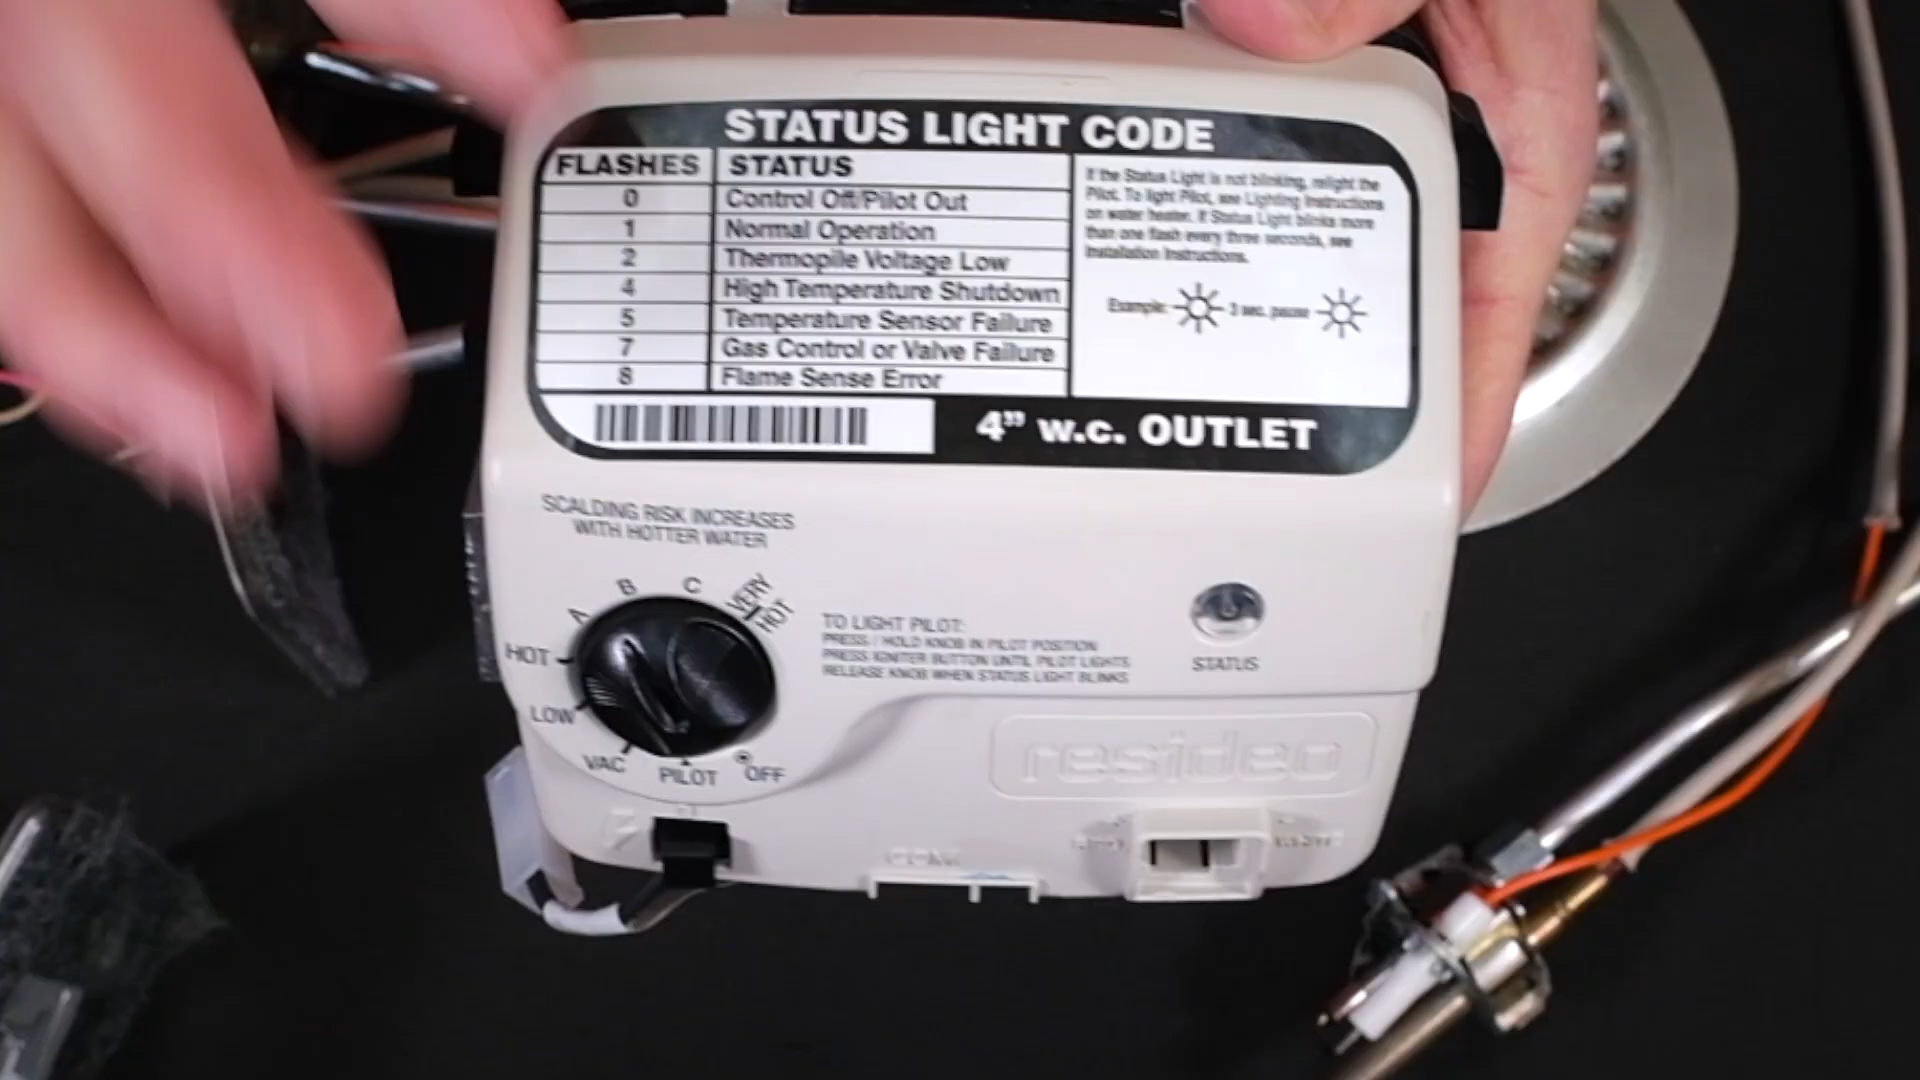 STATUS LIGHT CODE
FLASHES STATUS
0 Control Off/Pilot Out
1 Normal Operation
2 Thermopile Voltage Low
4 High Temperature Shutdown
5 Temperature Sensor Failure
7 Gas Control or Valve Failure
8 Flame Sense Error
If the Status Light is not blinking, relight the
Pilot. To light Pilot, see Lighting Instructions
on water heater. If Status Light blinks more
than one flash every three seconds, see
Installation Instructions.
Example: 3 sec. pause
4" w.c. OUTLET
SCALDING RISK INCREASES
WITH HOTTER WATER
VERY
HOT
C
B
A
HOT
LOW
VAC
PILOT
OFF
TO LIGHT PILOT:
PRESS / HOLD KNOB IN PILOT POSITION
PRESS IGNITER BUTTON UNTIL PILOT LIGHTS
RELEASE KNOB WHEN STATUS LIGHT BLINKS
STATUS
resideo